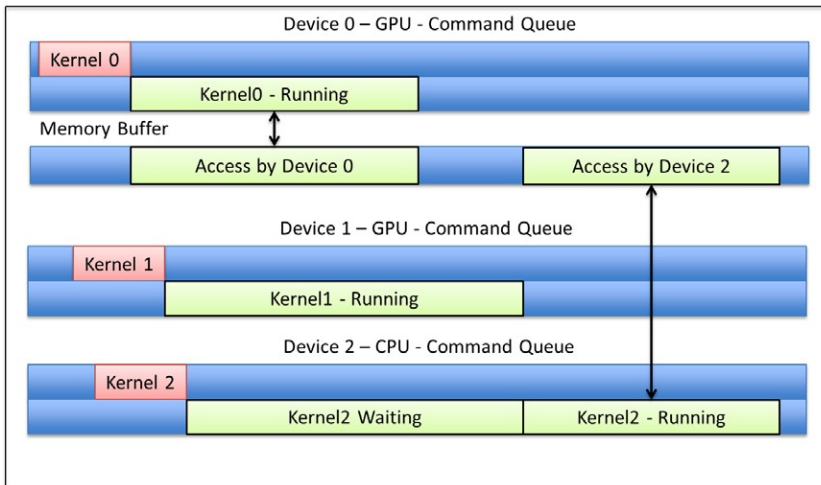 Device 0 – GPU - Command Queue
Kernel 0
Kernel0 - Running
Memory Buffer
Access by Device 0
Access by Device 2
Device 1 – GPU - Command Queue
Kernel 1
Kernel1 - Running
Device 2 – CPU - Command Queue
Kernel 2
Kernel2 Waiting
Kernel2 - Running